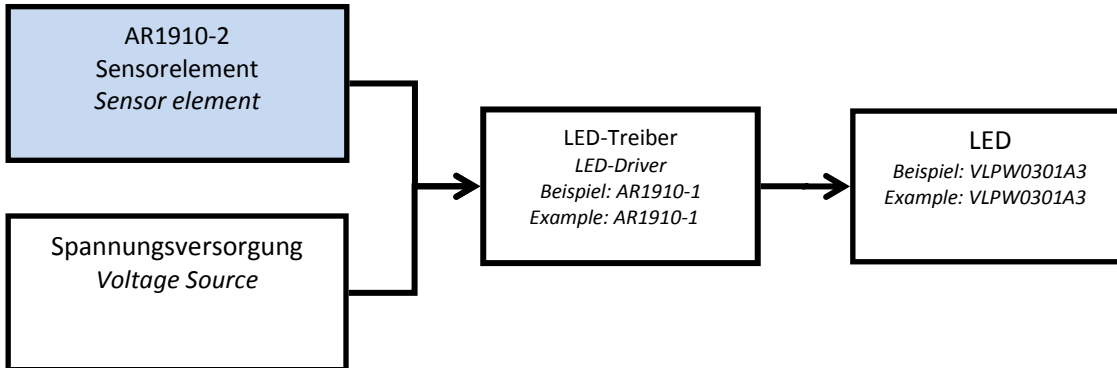 AR1910-2
Sensorelement
Sensor element
Spannungsversorgung
Voltage Source
LED-Treiber
LED-Driver
Beispiel: AR1910-1
Example: AR1910-1
LED
Beispiel: VLPW0301A3
Example: VLPW0301A3